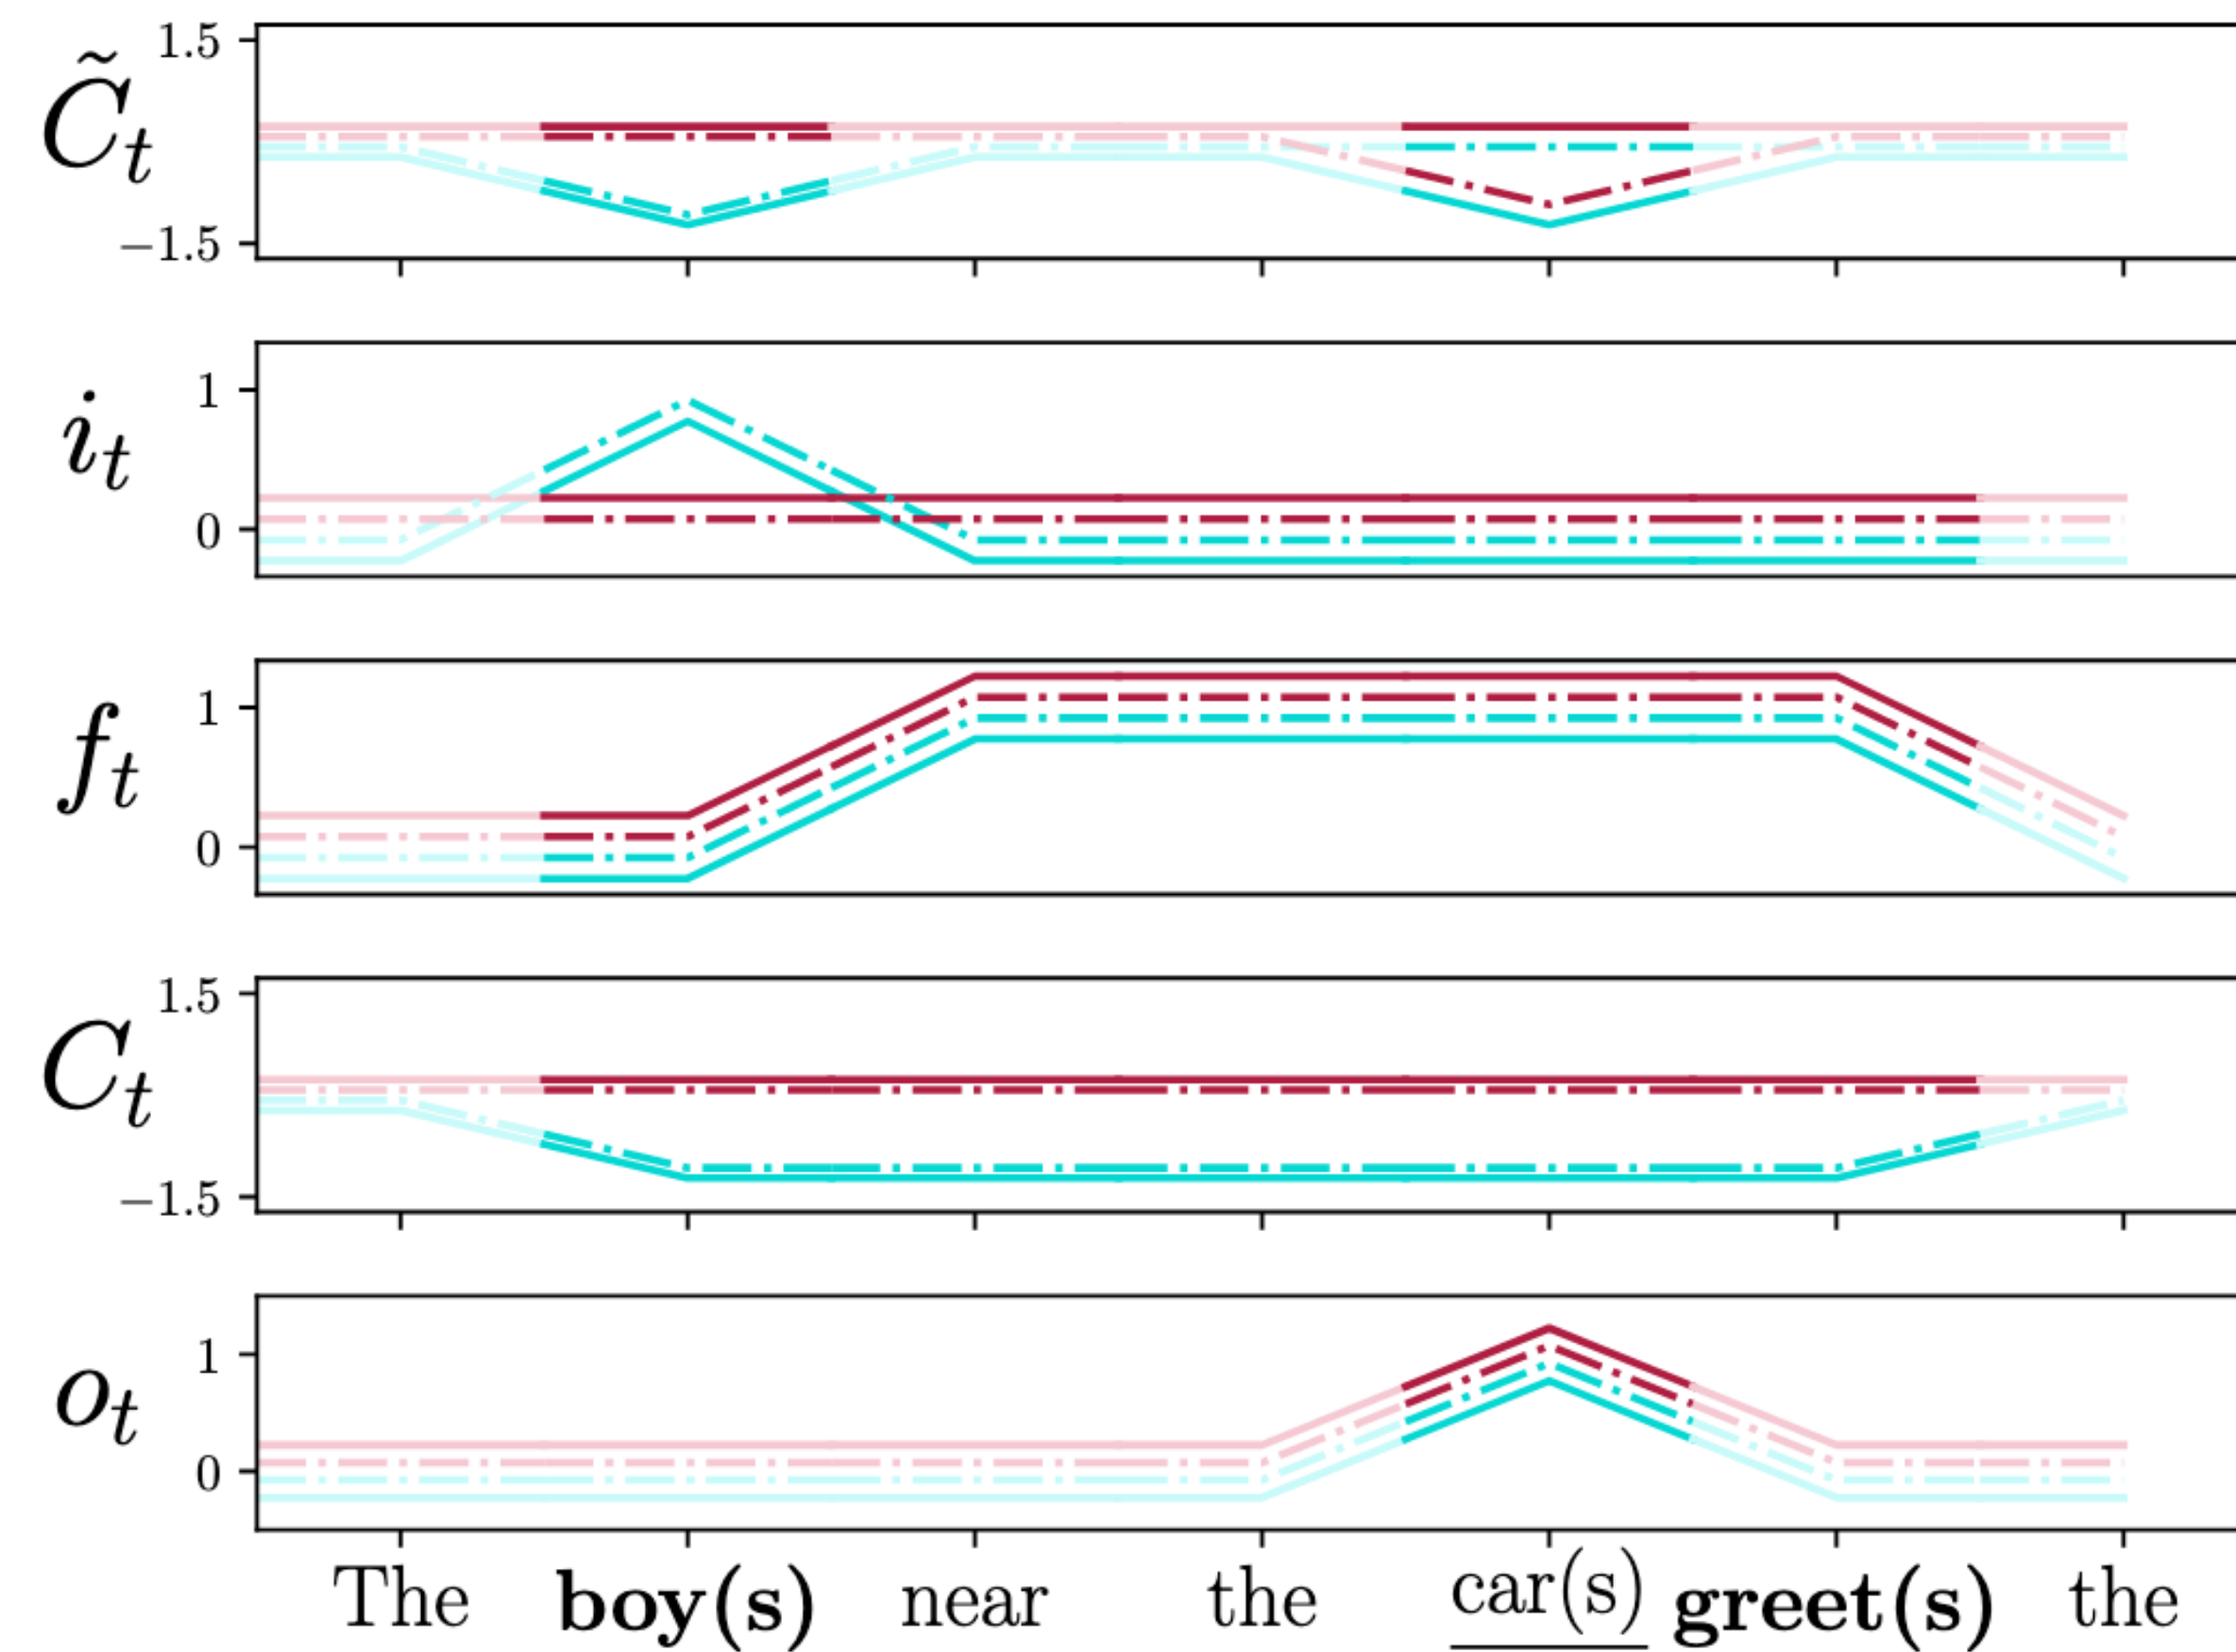 1.5
C̃t
−1.5
1
it
0
1
ft
0
1.5
Ct
−1.5
1
ot
0
The boy(s) near the car(s) greet(s) the